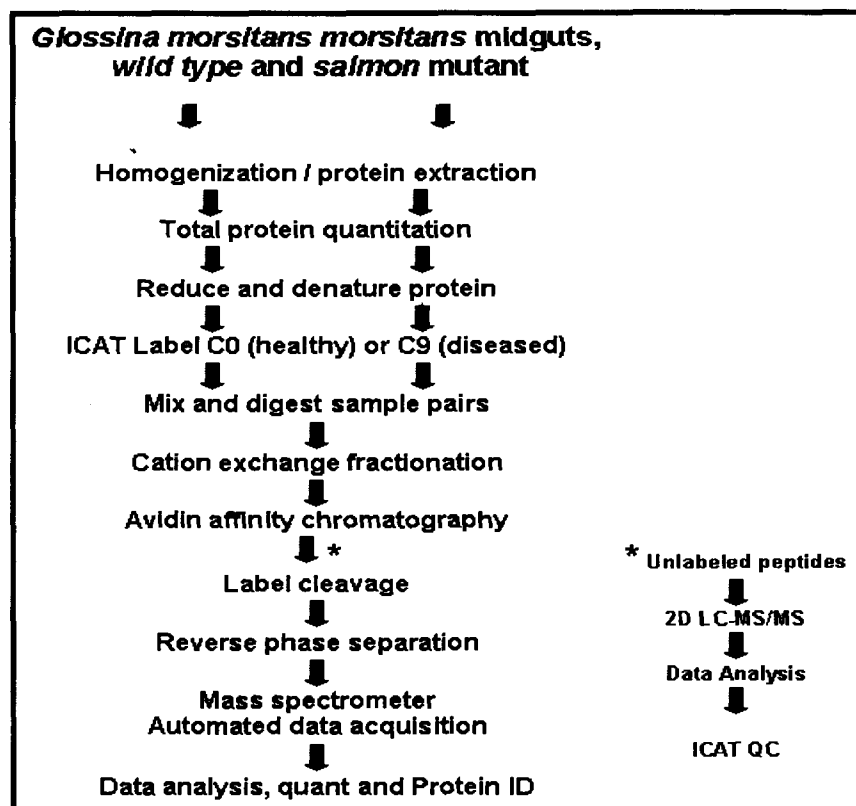 Glossina morsitans morsitans midguts,
wild type and salmon mutant
Homogenization / protein extraction
Total protein quantitation
Reduce and denature protein
ICAT Label C0 (healthy) or C9 (diseased)
Mix and digest sample pairs
Cation exchange fractionation
Avidin affinity chromatography
*
Label cleavage
Reverse phase separation
Mass spectrometer
Automated data acquisition
Data analysis, quant and Protein ID
* Unlabeled peptides
2D LC-MS/MS
Data Analysis
ICAT QC